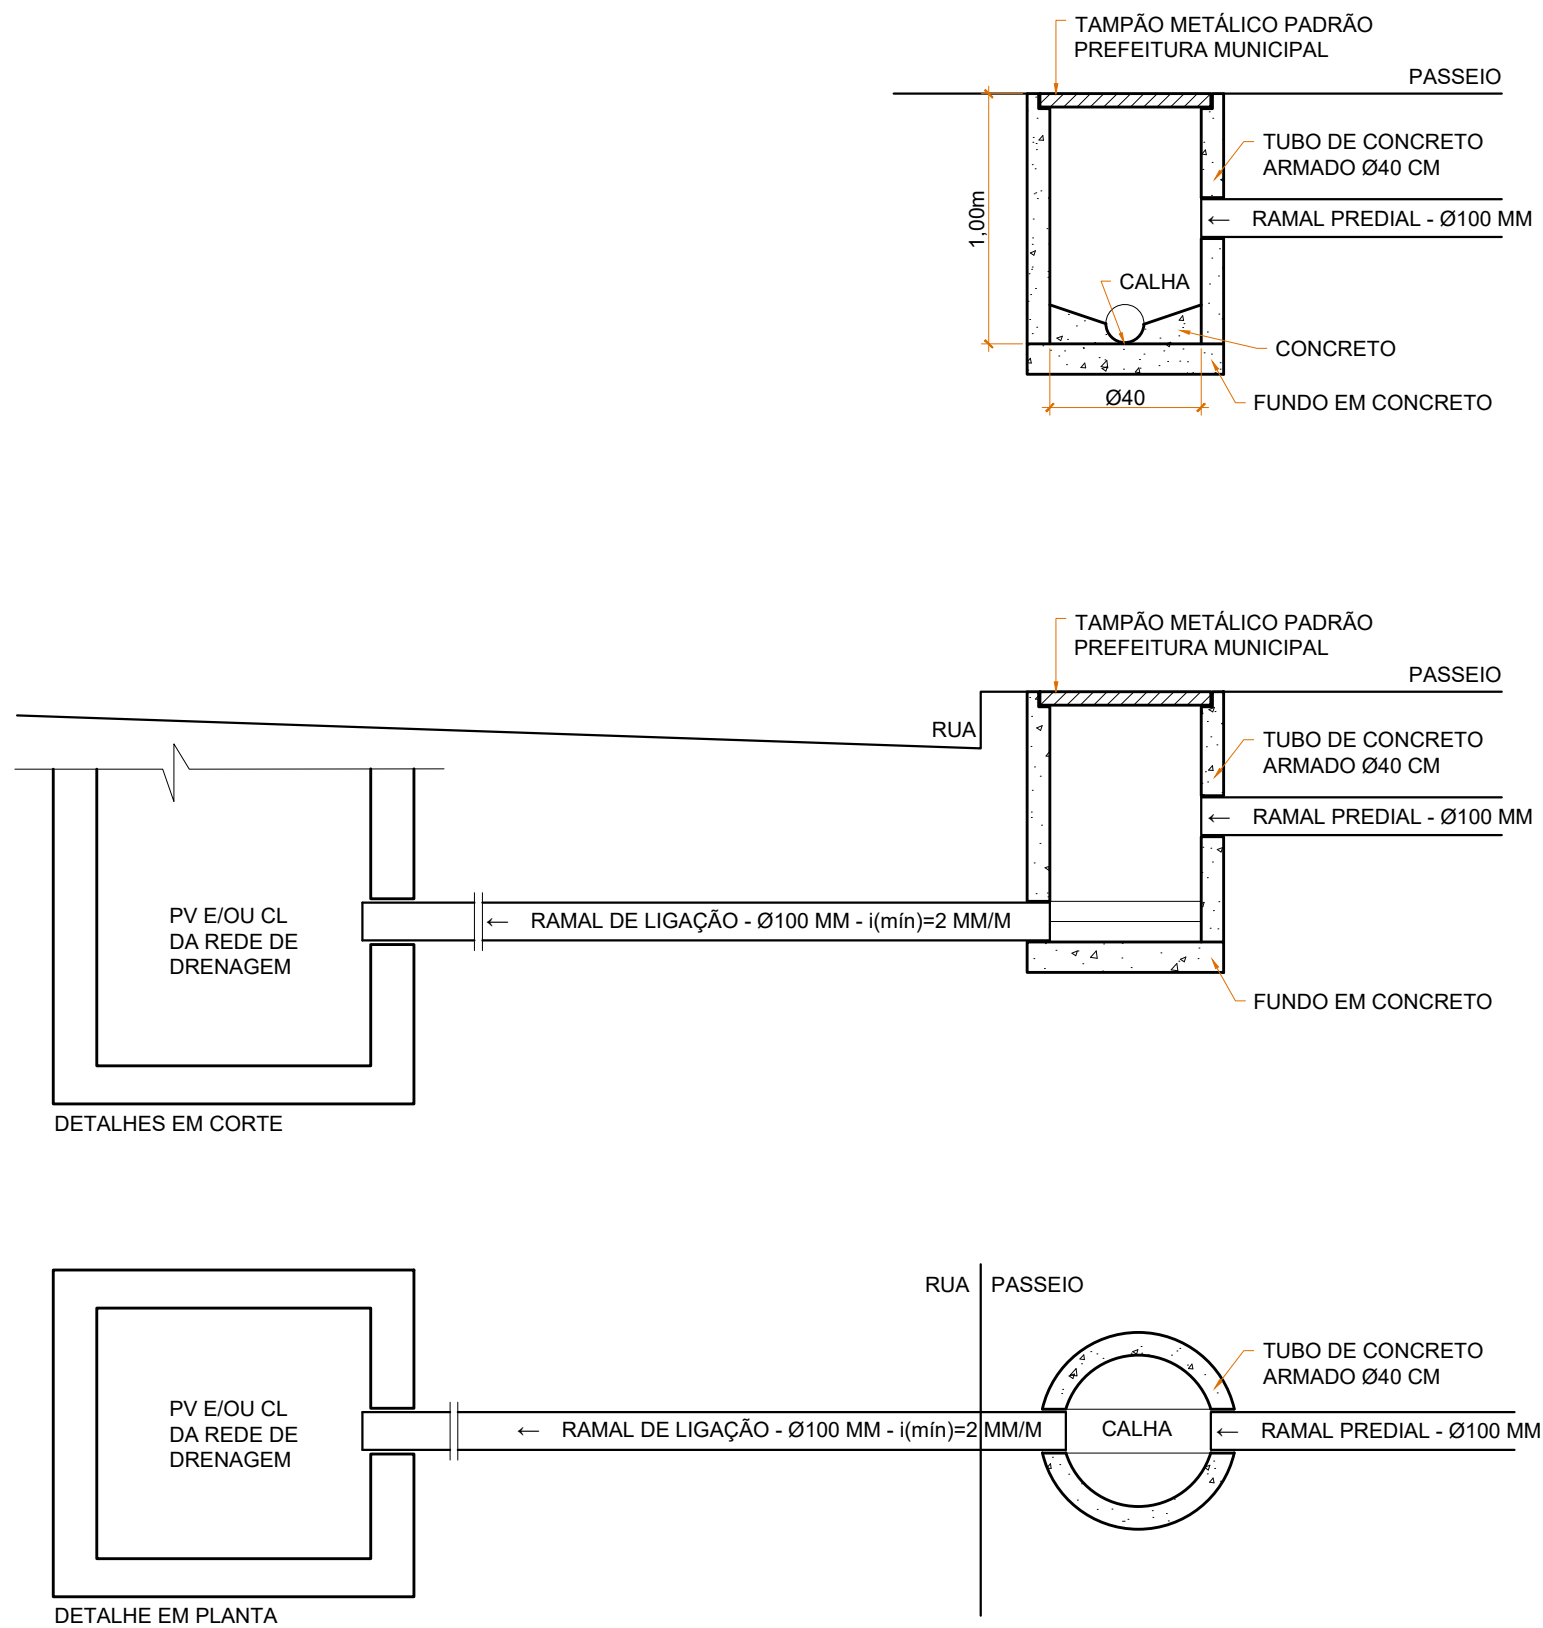 TAMPÃO METÁLICO PADRÃO
PREFEITURA MUNICIPAL
PASSEIO
TUBO DE CONCRETO
ARMADO Ø40 CM
1,00m
← RAMAL PREDIAL - Ø100 MM
CALHA
CONCRETO
Ø40
FUNDO EM CONCRETO
TAMPÃO METÁLICO PADRÃO
PREFEITURA MUNICIPAL
PASSEIO
RUA
TUBO DE CONCRETO
ARMADO Ø40 CM
← RAMAL PREDIAL - Ø100 MM
PV E/OU CL
DA REDE DE
DRENAGEM
← RAMAL DE LIGAÇÃO - Ø100 MM - i(mín)=2 MM/M
FUNDO EM CONCRETO
DETALHES EM CORTE
RUA
PASSEIO
TUBO DE CONCRETO
ARMADO Ø40 CM
PV E/OU CL
DA REDE DE
DRENAGEM
← RAMAL DE LIGAÇÃO - Ø100 MM - i(mín)=2 MM/M
CALHA
← RAMAL PREDIAL - Ø100 MM
DETALHE EM PLANTA